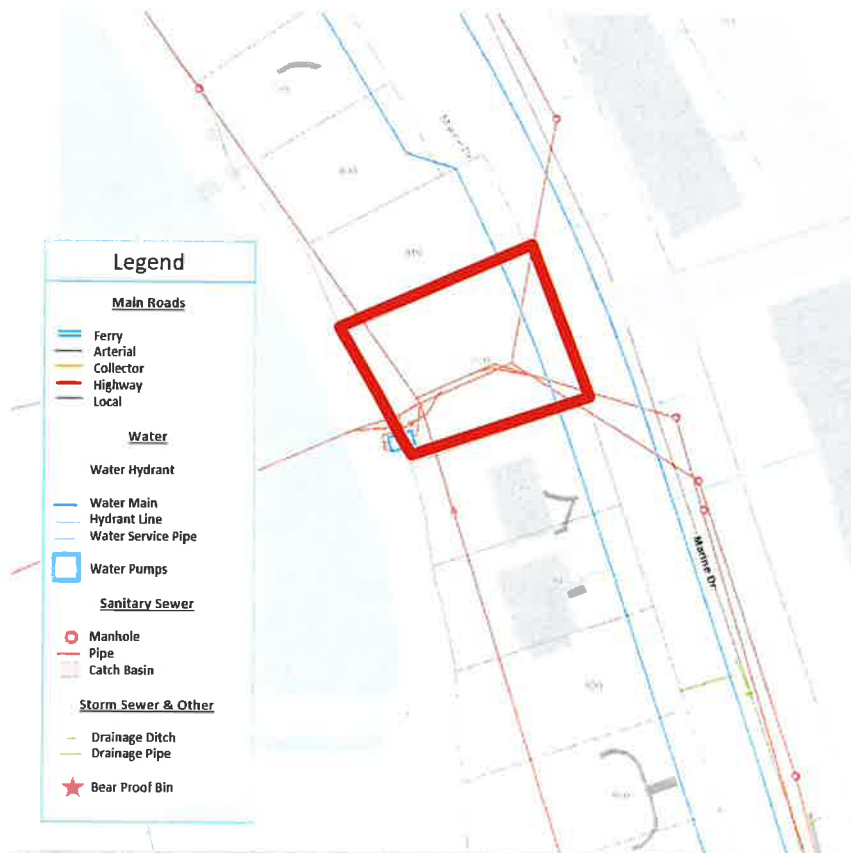 Legend
Main Roads
Ferry
Arterial
Collector
Highway
Local
Water
Water Hydrant
Water Main
Hydrant Line
Water Service Pipe
Water Pumps
Sanitary Sewer
Manhole
Pipe
Catch Basin
Storm Sewer & Other
Drainage Ditch
Drainage Pipe
Bear Proof Bin
Marine Dr